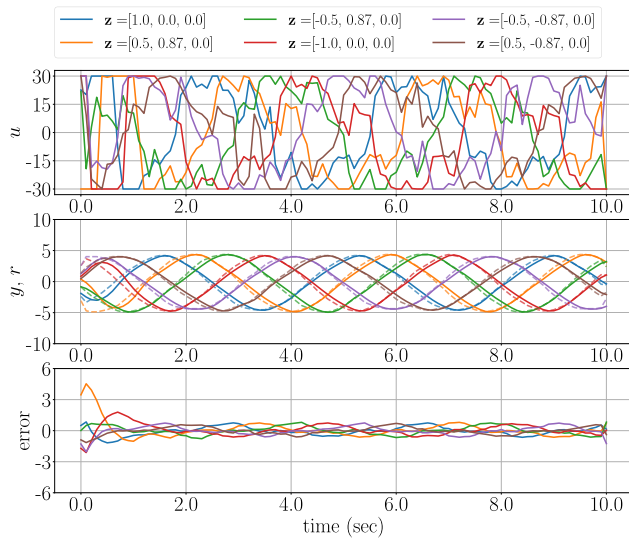 z =[1.0, 0.0, 0.0] z =[-0.5, 0.87, 0.0] z =[-0.5, -0.87, 0.0]
z =[0.5, 0.87, 0.0] z =[-1.0, 0.0, 0.0] z =[0.5, -0.87, 0.0]
30
15
0
-15
-30
u
0.0 2.0 4.0 6.0 8.0 10.0
10
5
0
-5
-10
y, r
0.0 2.0 4.0 6.0 8.0 10.0
6
3
0
-3
-6
error
0.0 2.0 4.0 6.0 8.0 10.0
time (sec)